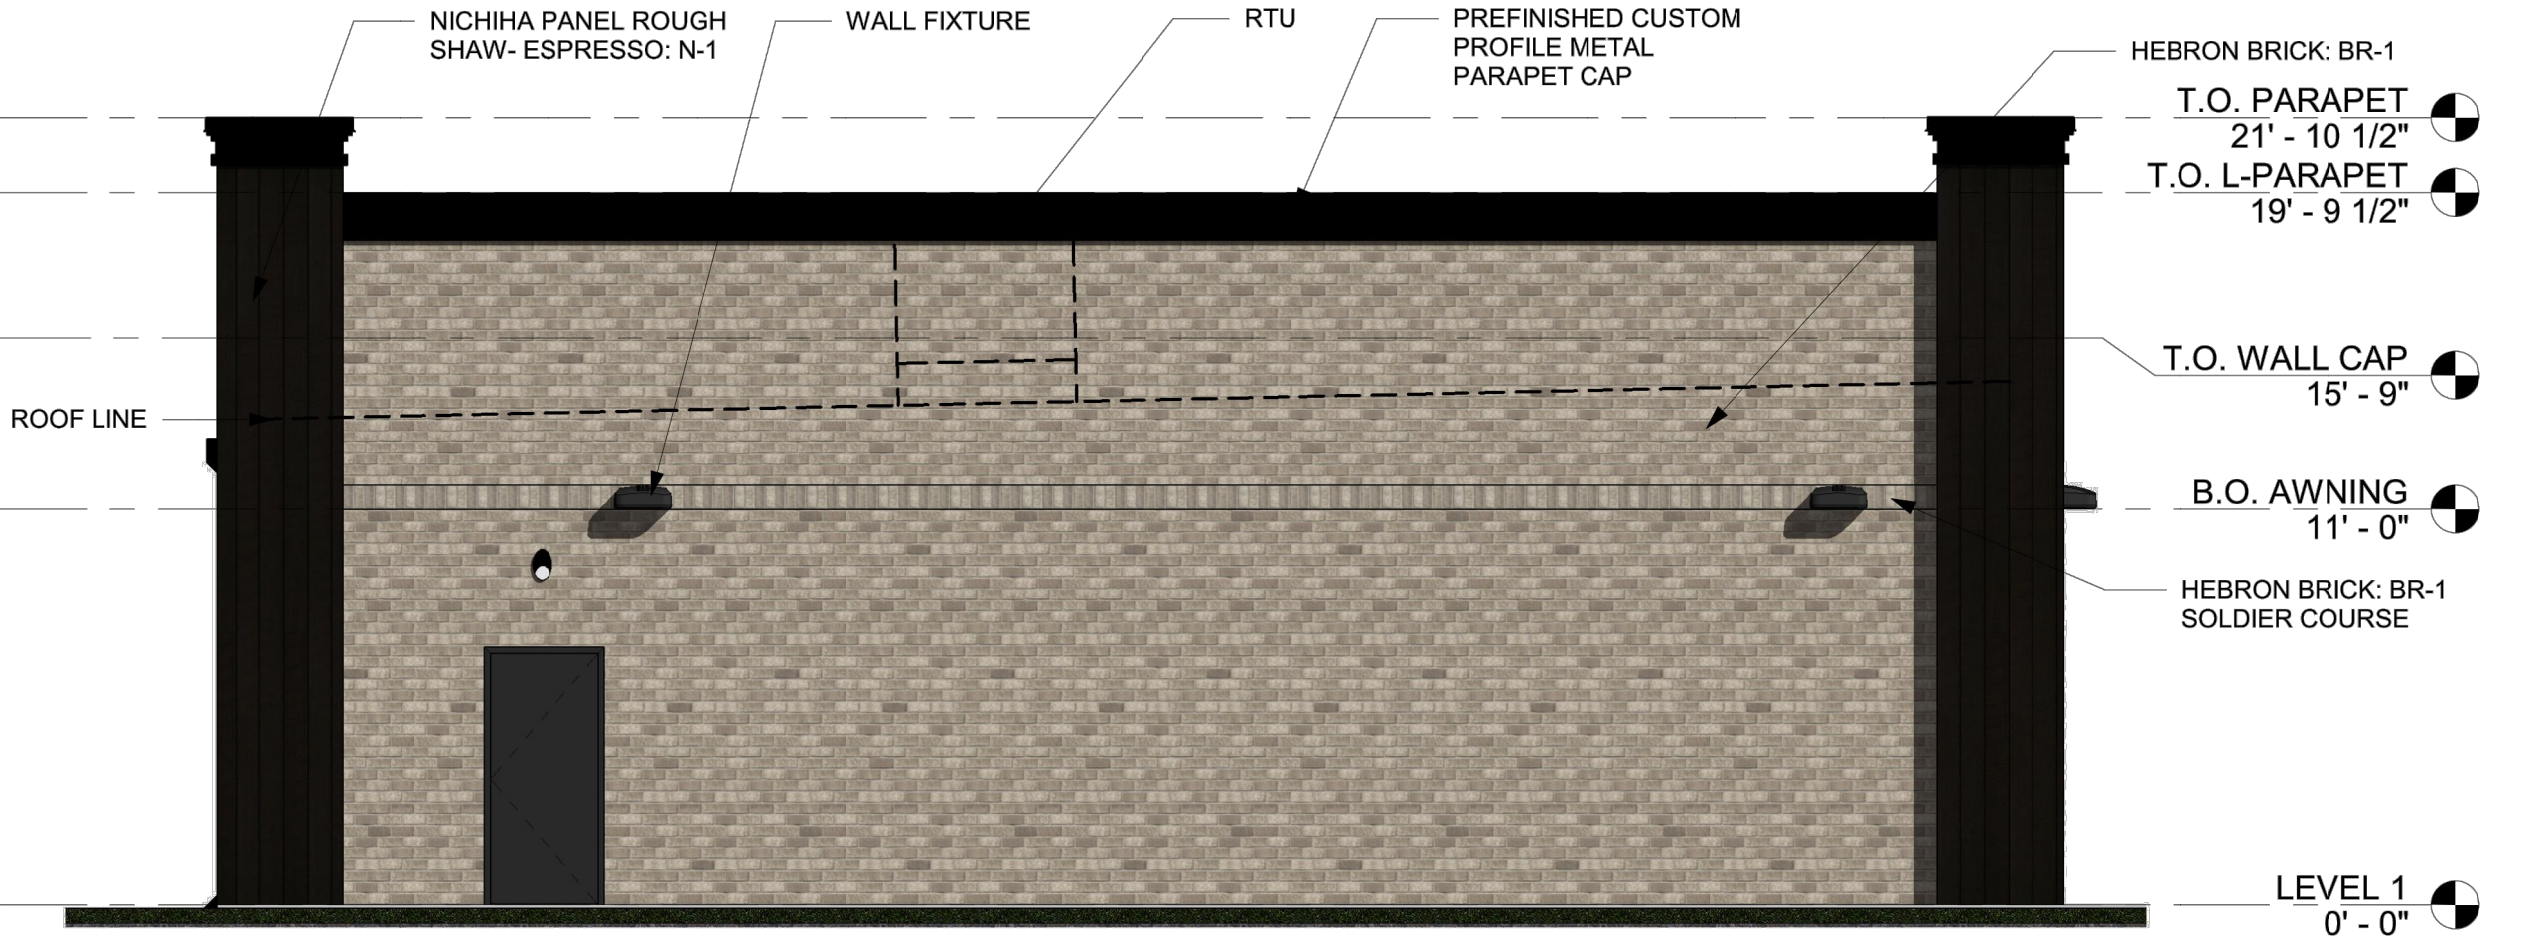 NICHIHA PANEL ROUGH
SHAW- ESPRESSO: N-1
WALL FIXTURE
RTU
PREFINISHED CUSTOM
PROFILE METAL
PARAPET CAP
HEBRON BRICK: BR-1
T.O. PARAPET
21' - 10 1/2"
T.O. L-PARAPET
19' - 9 1/2"
T.O. WALL CAP
15' - 9"
ROOF LINE
B.O. AWNING
11' - 0"
HEBRON BRICK: BR-1
SOLDIER COURSE
LEVEL 1
0' - 0"